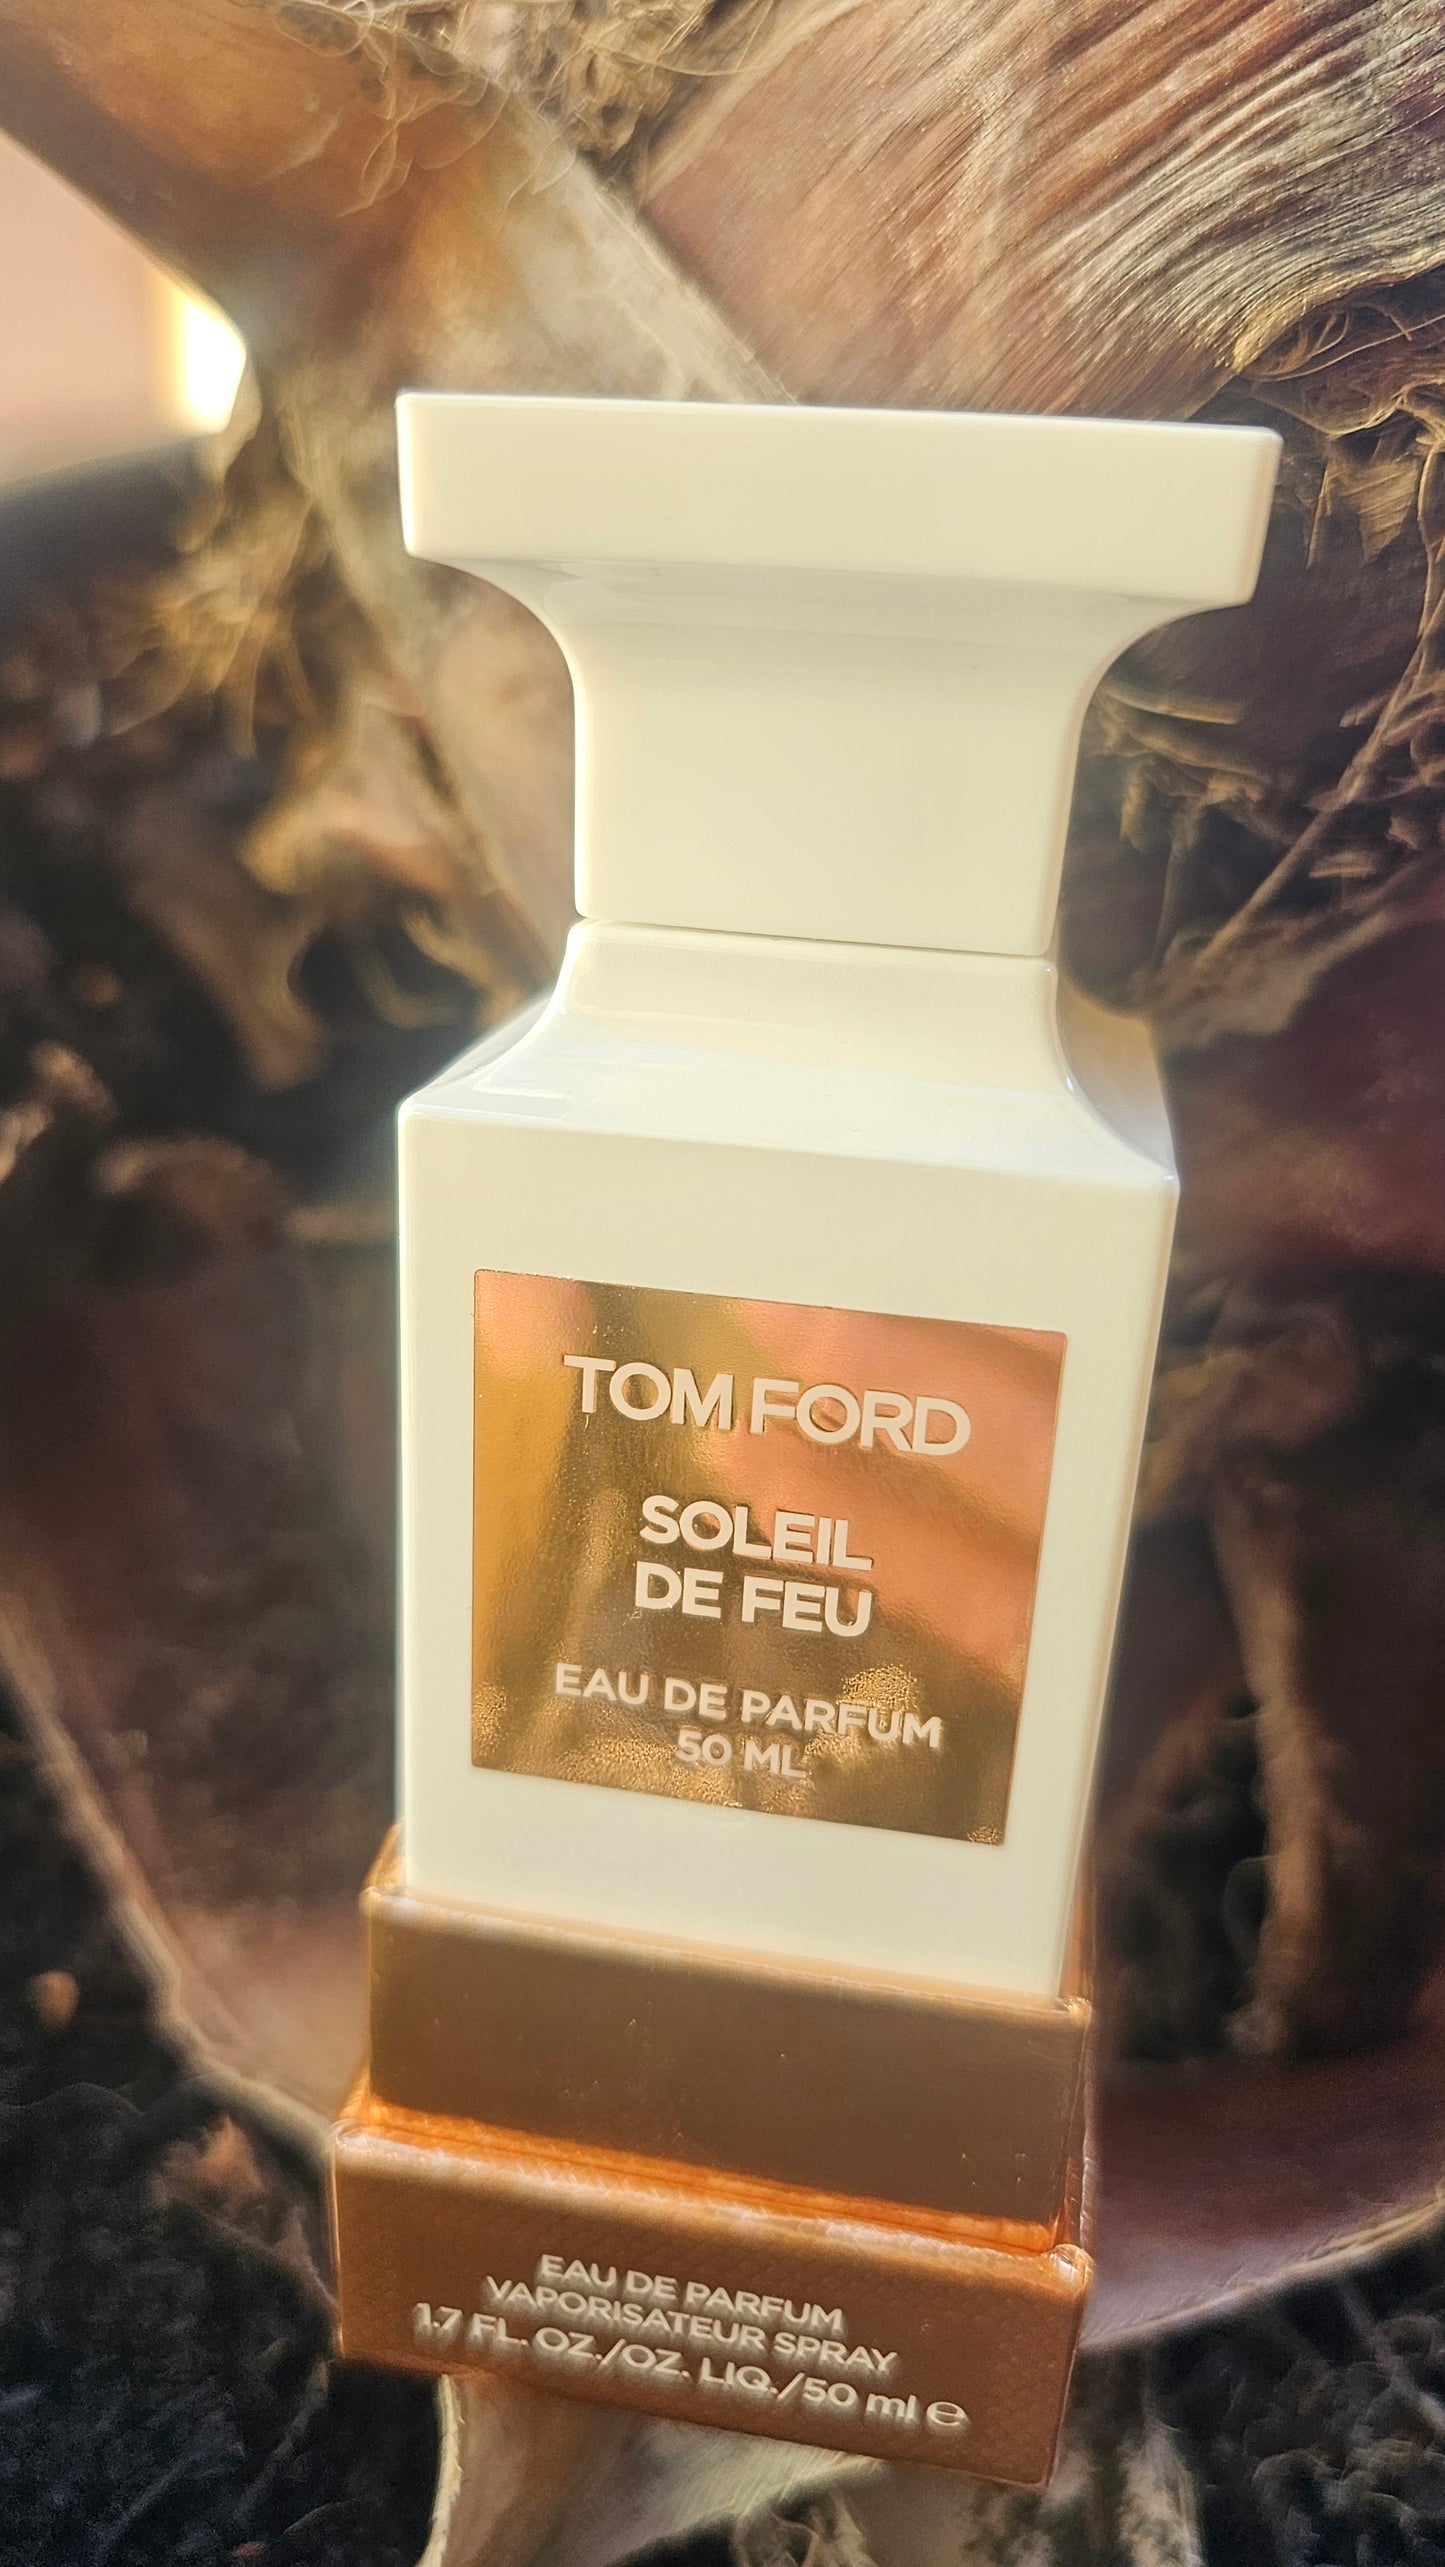 TOM FORD
SOLEIL
DE FEU
EAU DE PARFUM
50 ML
EAU DE PARFUM
VAPORISATEUR SPRAY
1.7 FL. OZ./OZ. LIQ./50 ml ℮